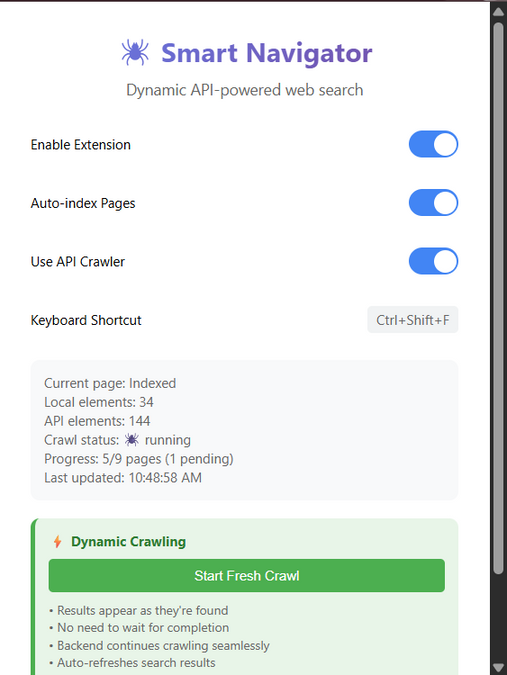 Smart Navigator
Dynamic API-powered web search
Enable Extension
Auto-index Pages
Use API Crawler
Keyboard Shortcut Ctrl+Shift+F
Current page: Indexed
Local elements: 34
API elements: 144
Crawl status: 🕷️ running
Progress: 5/9 pages (1 pending)
Last updated: 10:48:58 AM
⚡ Dynamic Crawling
Start Fresh Crawl
• Results appear as they're found
• No need to wait for completion
• Backend continues crawling seamlessly
• Auto-refreshes search results